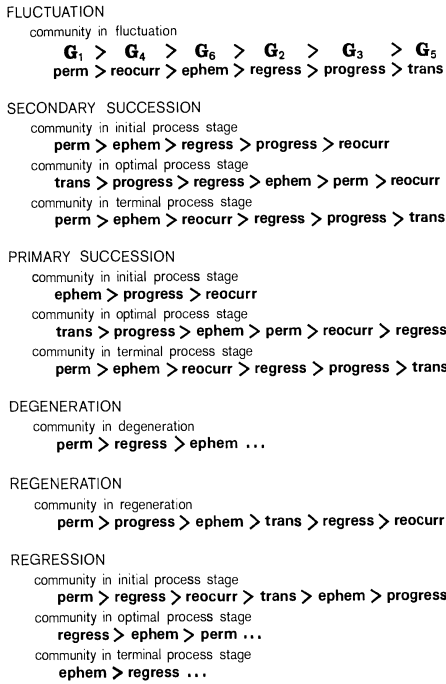 FLUCTUATION
community in fluctuation
G1 > G4 > G6 > G2 > G3 > G5
perm > reocurr > ephem > regress > progress > trans
SECONDARY SUCCESSION
community in initial process stage
perm > ephem > regress > progress > reocurr
community in optimal process stage
trans > progress > regress > ephem > perm > reocurr
community in terminal process stage
perm > ephem > reocurr > regress > progress > trans
PRIMARY SUCCESSION
community in initial process stage
ephem > progress > reocurr
community in optimal process stage
trans > progress > ephem > perm > reocurr > regress
community in terminal process stage
perm > ephem > reocurr > regress > progress > trans
DEGENERATION
community in degeneration
perm > regress > ephem ...
REGENERATION
community in regeneration
perm > progress > ephem > trans > regress > reocurr
REGRESSION
community in initial process stage
perm > regress > reocurr > trans > ephem > progress
community in optimal process stage
regress > ephem > perm ...
community in terminal process stage
ephem > regress ...